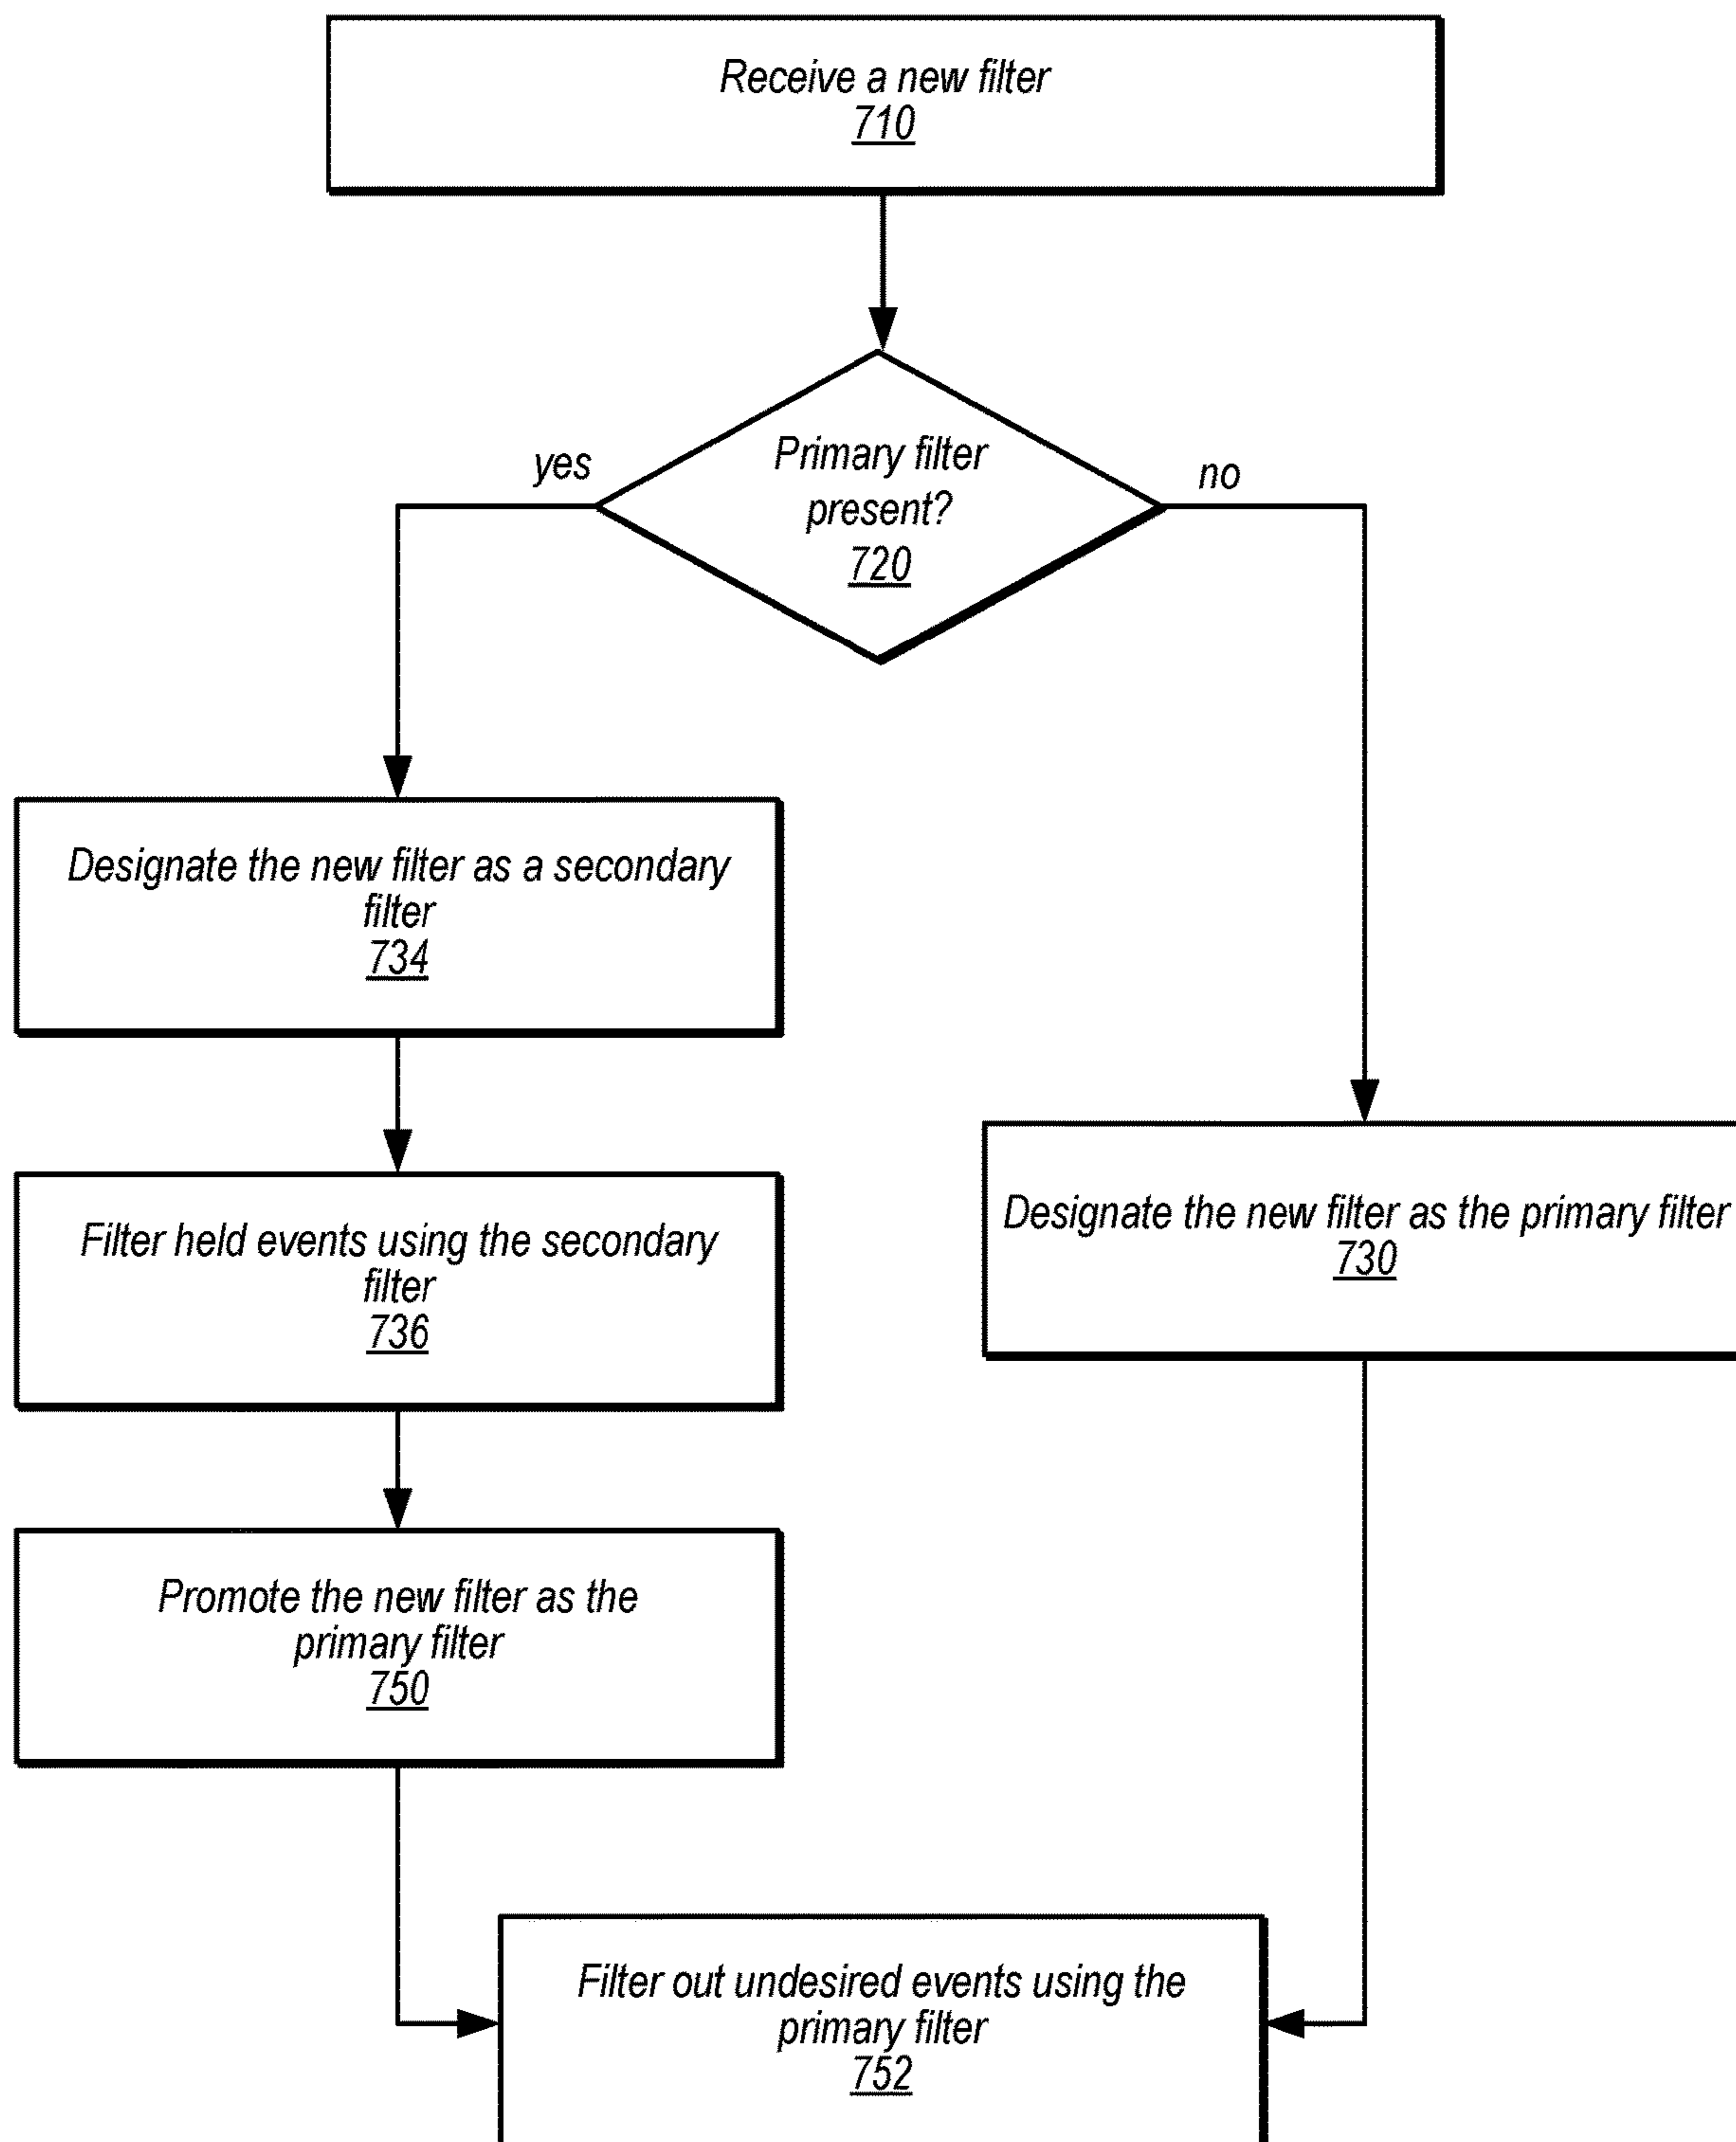 Receive a new filter
710
Primary filter
present?
720
yes
no
Designate the new filter as a secondary
filter
734
Filter held events using the secondary
filter
736
Designate the new filter as the primary filter
730
Promote the new filter as the
primary filter
750
Filter out undesired events using the
primary filter
752